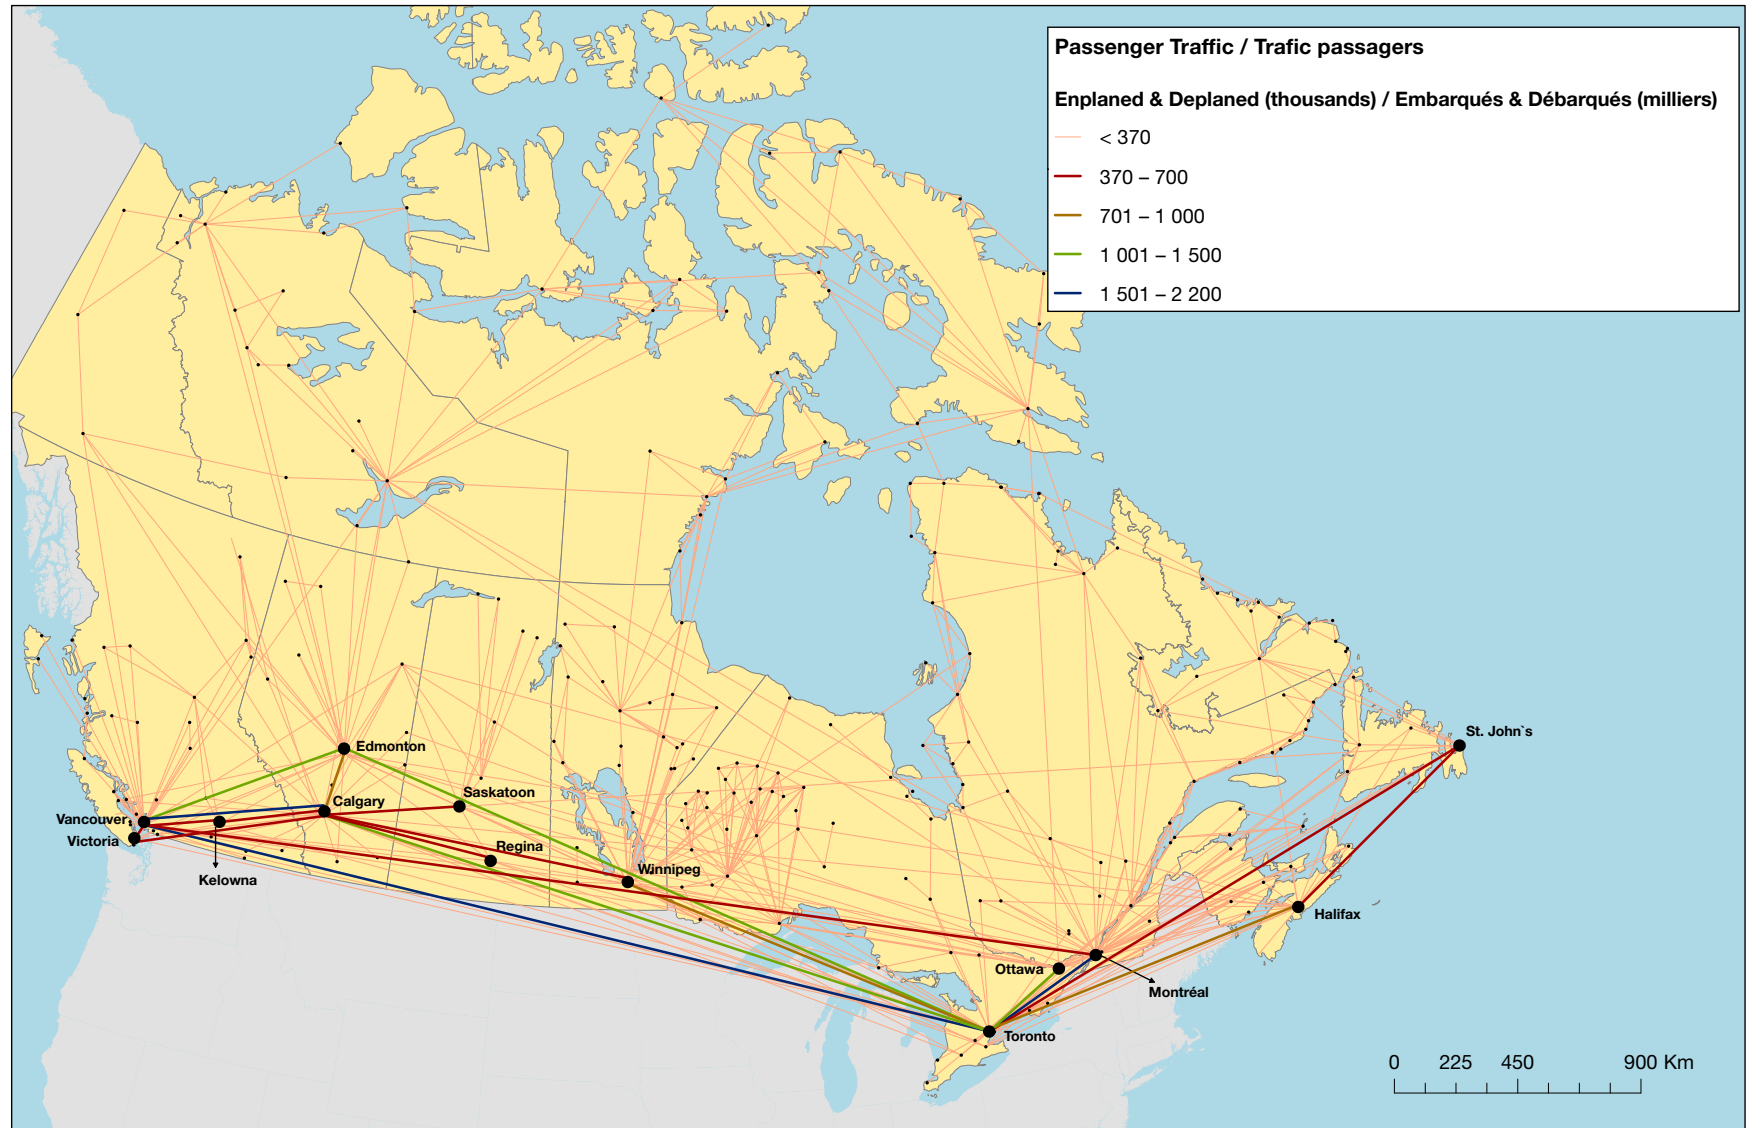 Passenger Traffic / Trafic passagers
Enplaned & Deplaned (thousands) / Embarqués & Débarqués (milliers)
< 370
370 – 700
701 – 1 000
1 001 – 1 500
1 501 – 2 200
St. John`s
Edmonton
Saskatoon
Calgary
Vancouver
Victoria
Regina
Winnipeg
Kelowna
Halifax
Ottawa
Montréal
Toronto
0 225 450 900 Km